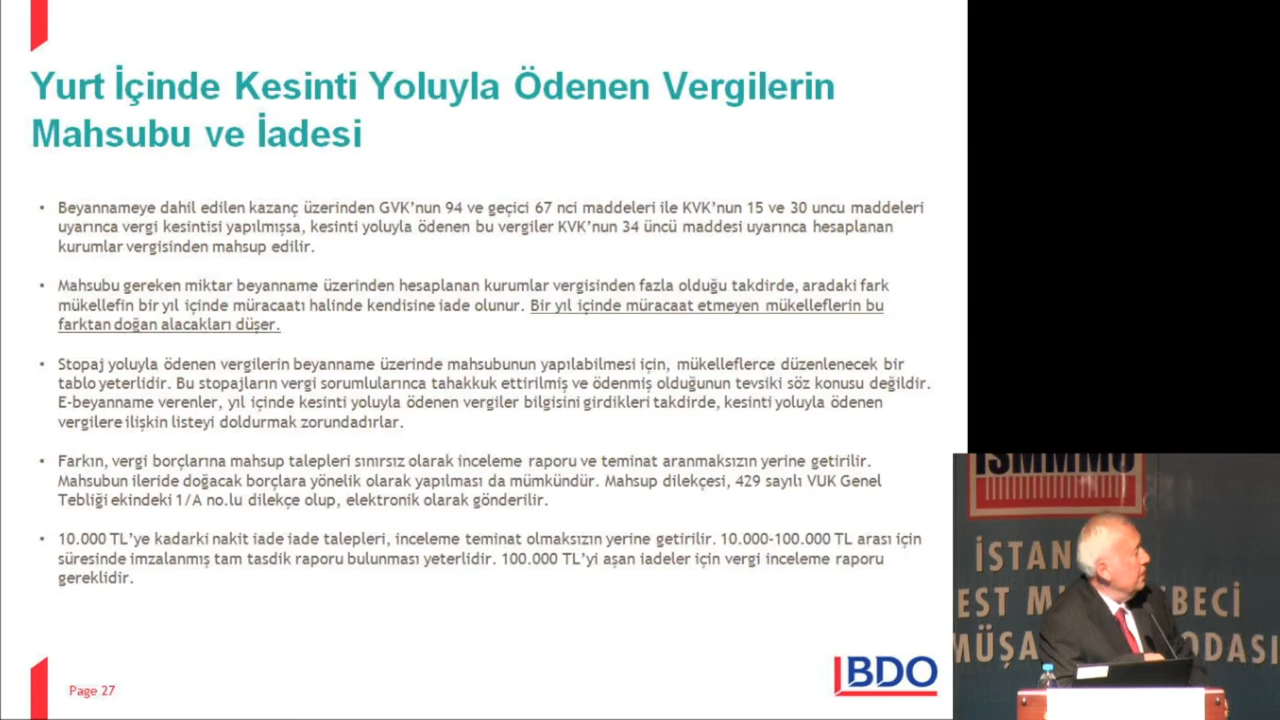 Yurt İçinde Kesinti Yoluyla Ödenen Vergilerin
Mahsubu ve İadesi
• Beyannameye dahil edilen kazanç üzerinden GVK'nun 94 ve geçici 67 nci maddeleri ile KVK'nun 15 ve 30 uncu maddeleri
uyarınca vergi kesintisi yapılmışsa, kesinti yoluyla ödenen bu vergiler KVK'nun 34 üncü maddesi uyarınca hesaplanan
kurumlar vergisinden mahsup edilir.
• Mahsubu gereken miktar beyanname üzerinden hesaplanan kurumlar vergisinden fazla olduğu takdirde, aradaki fark
mükellefin bir yıl içinde müracaatı halinde kendisine iade olunur. Bir yıl içinde müracaat etmeyen mükelleflerin bu
farktan doğan alacakları düşer.
• Stopaj yoluyla ödenen vergilerin beyanname üzerinde mahsubunun yapılabilmesi için, mükelleflerce düzenlenecek bir
tablo yeterlidir. Bu stopajların vergi sorumlularınca tahakkuk ettirilmiş ve ödenmiş olduğunun tevsiki söz konusu değildir.
E-beyanname verenler, yıl içinde kesinti yoluyla ödenen vergiler bilgisini girdikleri takdirde, kesinti yoluyla ödenen
vergilere ilişkin listeyi doldurmak zorundadırlar.
• Farkın, vergi borçlarına mahsup talepleri sınırsız olarak inceleme raporu ve teminat aranmaksızın yerine getirilir.
Mahsubun ileride doğacak borçlara yönelik olarak yapılması da mümkündür. Mahsup dilekçesi, 429 sayılı VUK Genel
Tebliği ekindeki 1/A no.lu dilekçe olup, elektronik olarak gönderilir.
• 10.000 TL'ye kadarki nakit iade iade talepleri, inceleme teminat olmaksızın yerine getirilir. 10.000-100.000 TL arası için
süresinde imzalanmış tam tasdik raporu bulunması yeterlidir. 100.000 TL'yi aşan iadeler için vergi inceleme raporu
gereklidir.
Page 27
BDO
İSMMMO
İSTAN
EST M BECİ
MÜŞA ODASI